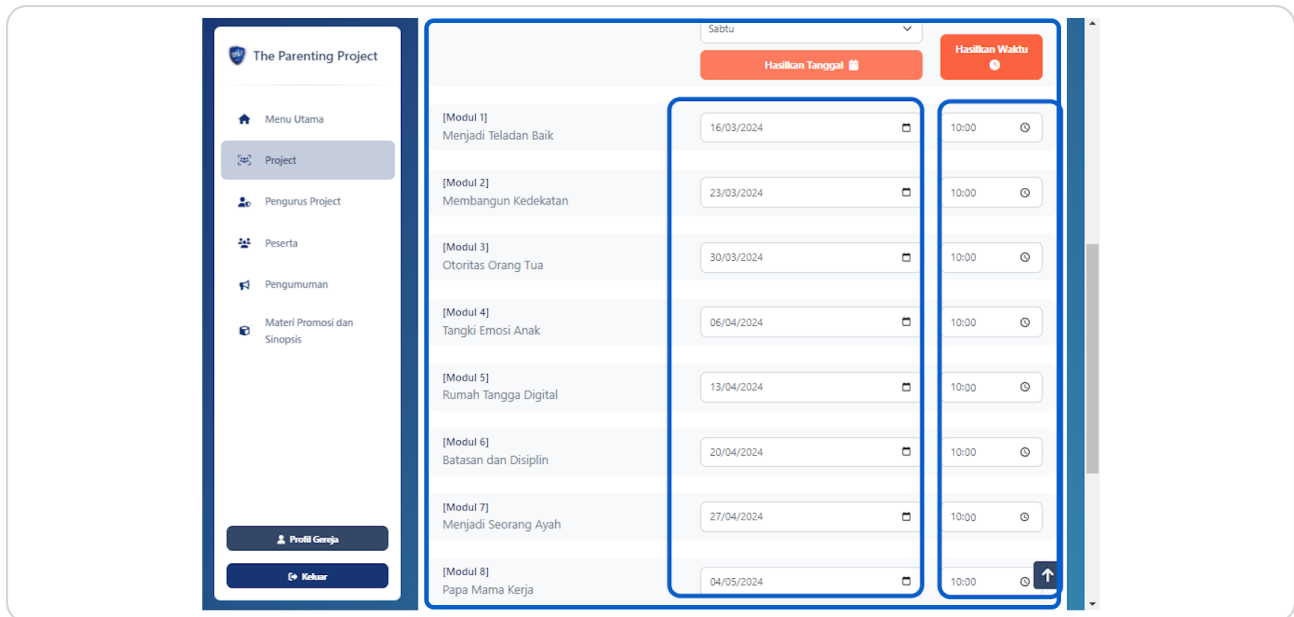 The Parenting Project
Menu Utama
Project
Pengurus Project
Peserta
Pengumuman
Materi Promosi dan
Sinopsis
Profil Gereja
Keluar
Sabtu
Hasilkan Tanggal
Hasilkan Waktu
[Modul 1]
Menjadi Teladan Baik
16/03/2024
10:00
[Modul 2]
Membangun Kedekatan
23/03/2024
10:00
[Modul 3]
Otoritas Orang Tua
30/03/2024
10:00
[Modul 4]
Tangki Emosi Anak
06/04/2024
10:00
[Modul 5]
Rumah Tangga Digital
13/04/2024
10:00
[Modul 6]
Batasan dan Disiplin
20/04/2024
10:00
[Modul 7]
Menjadi Seorang Ayah
27/04/2024
10:00
[Modul 8]
Papa Mama Kerja
04/05/2024
10:00